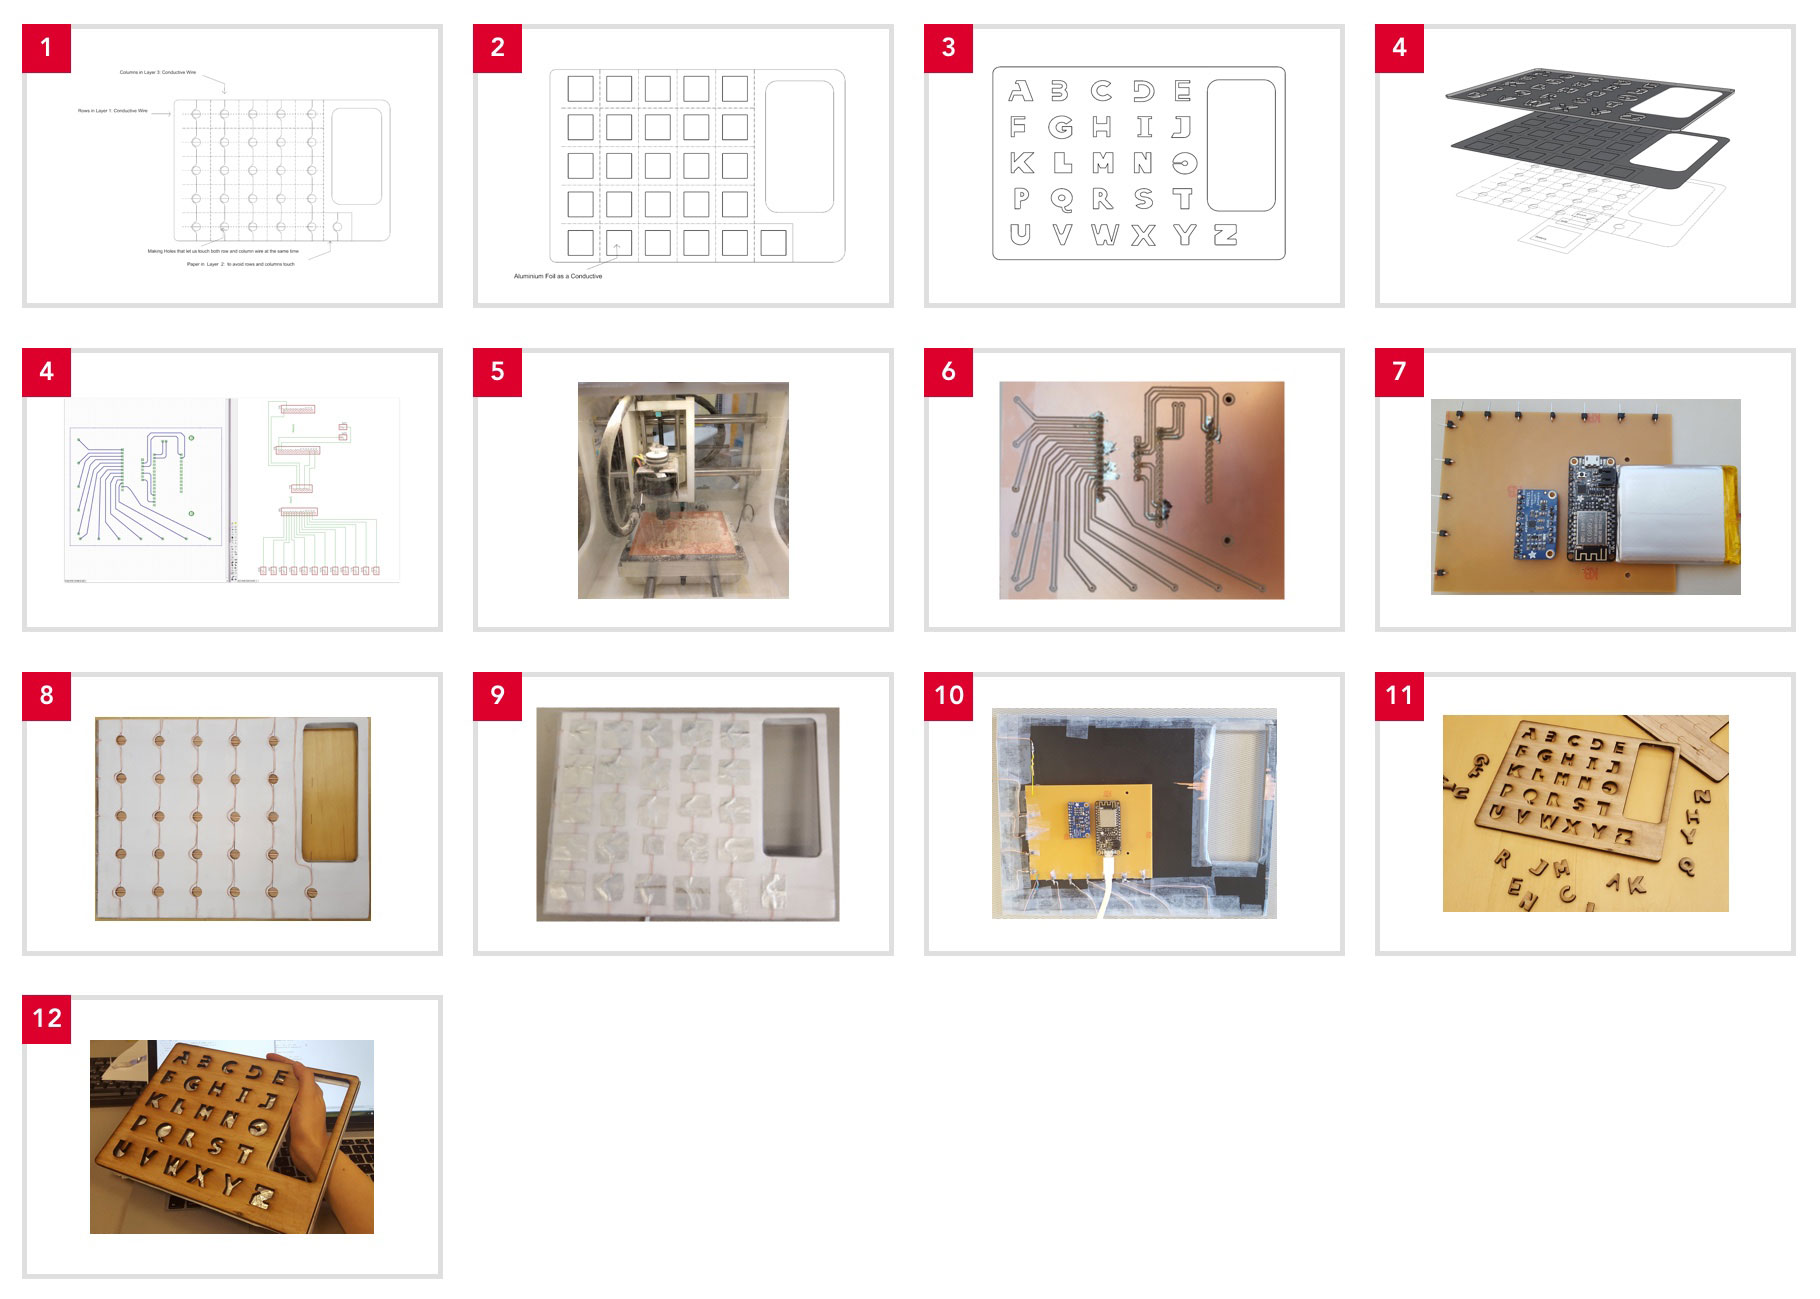 1
Columns in Layer 3: Conductive Wire
Rows in Layer 1: Conductive Wire
Making Holes that let us touch both row and column wire at the same time
Paper in Layer 2: to avoid rows and columns touch
2
Aluminium Foil as a Conductive
3
A B C D E
F G H I J
K L M N O
P Q R S T
U V W X Y Z
4
4
5
6
7
8
9
10
11
A B C D E
F G H I J
K L M N O
P Q R S T
U V W X Y Z
R J M A K Q
E N C
12
A B C D E
F G H I J
K L M N O
P Q R S T
U V W X Y Z